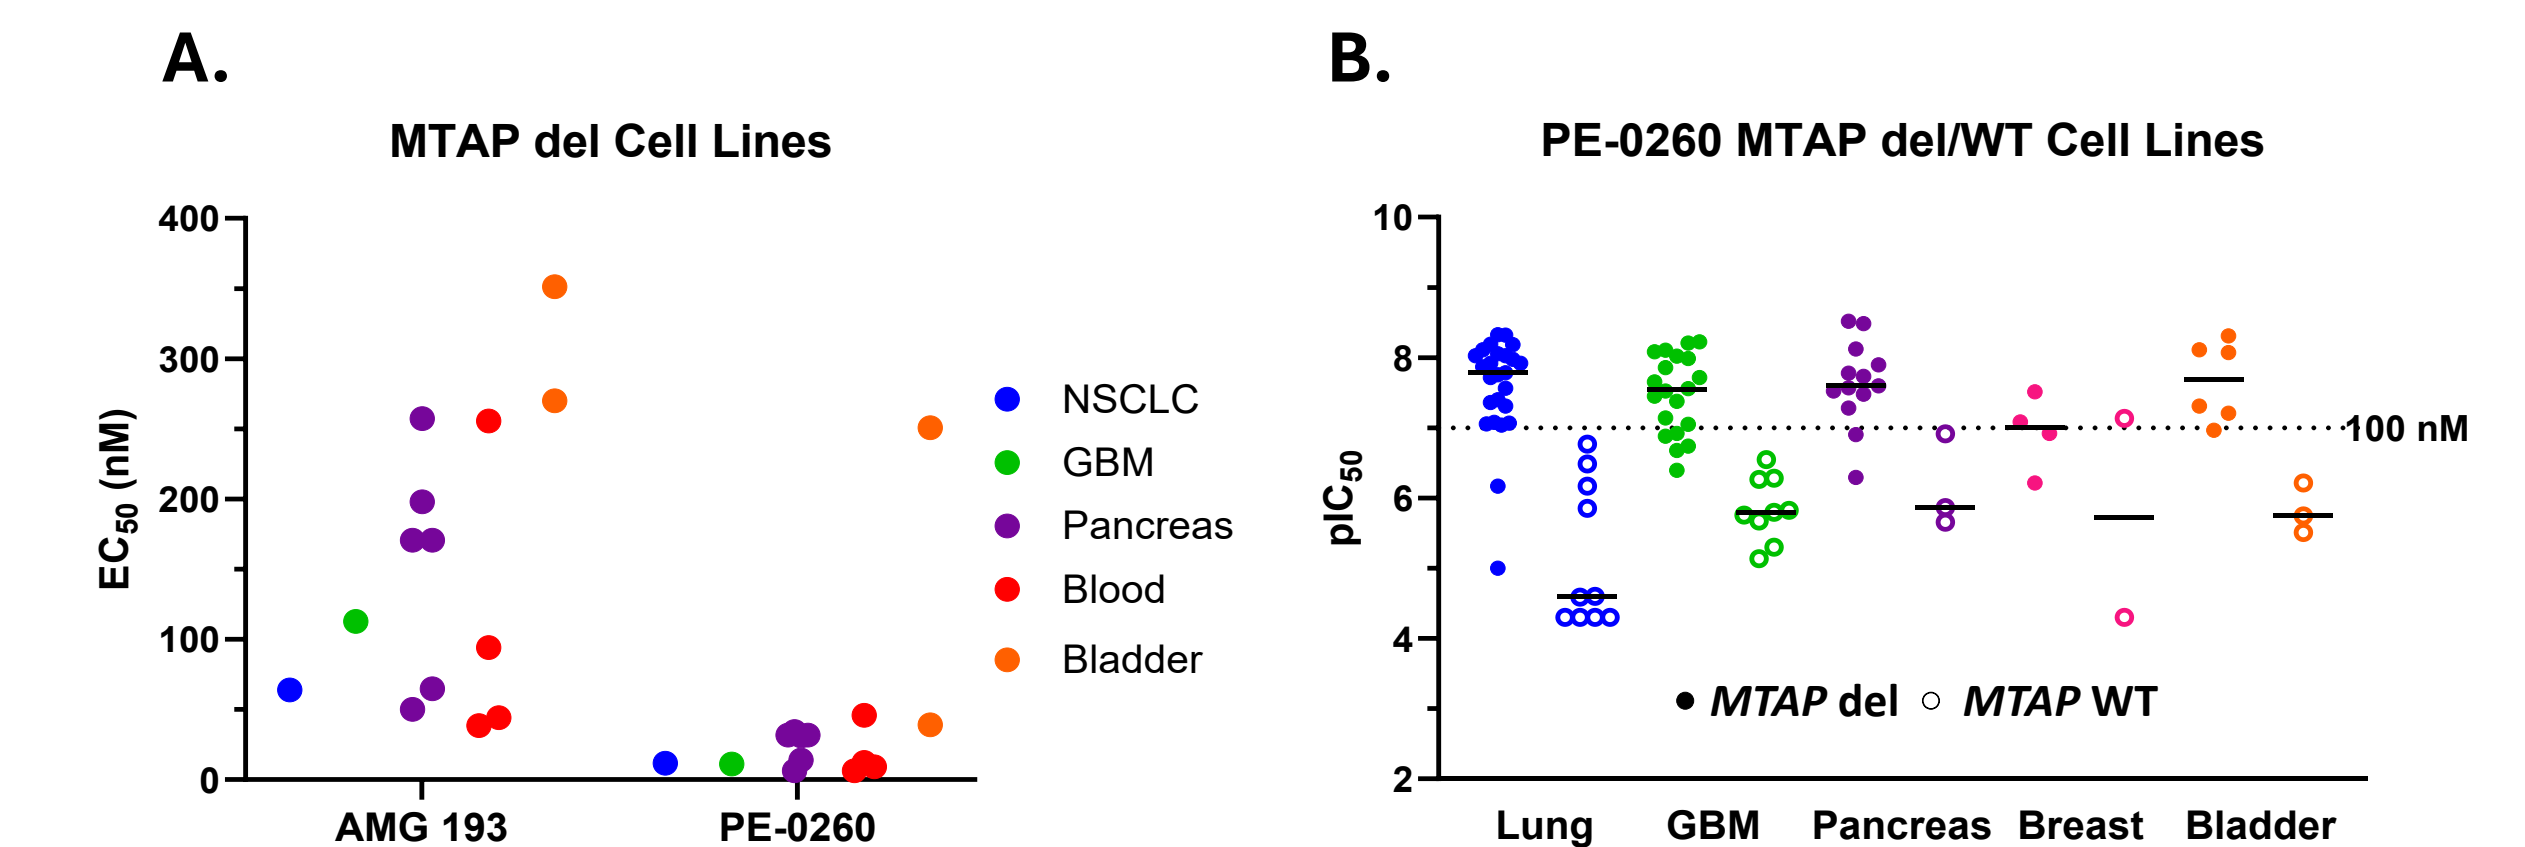 A.
MTAP del Cell Lines
EC50 (nM)
400
300
200
100
0
AMG 193
PE-0260
NSCLC
GBM
Pancreas
Blood
Bladder
B.
PE-0260 MTAP del/WT Cell Lines
pIC50
10
8
6
4
2
100 nM
MTAP del MTAP WT
Lung GBM Pancreas Breast Bladder